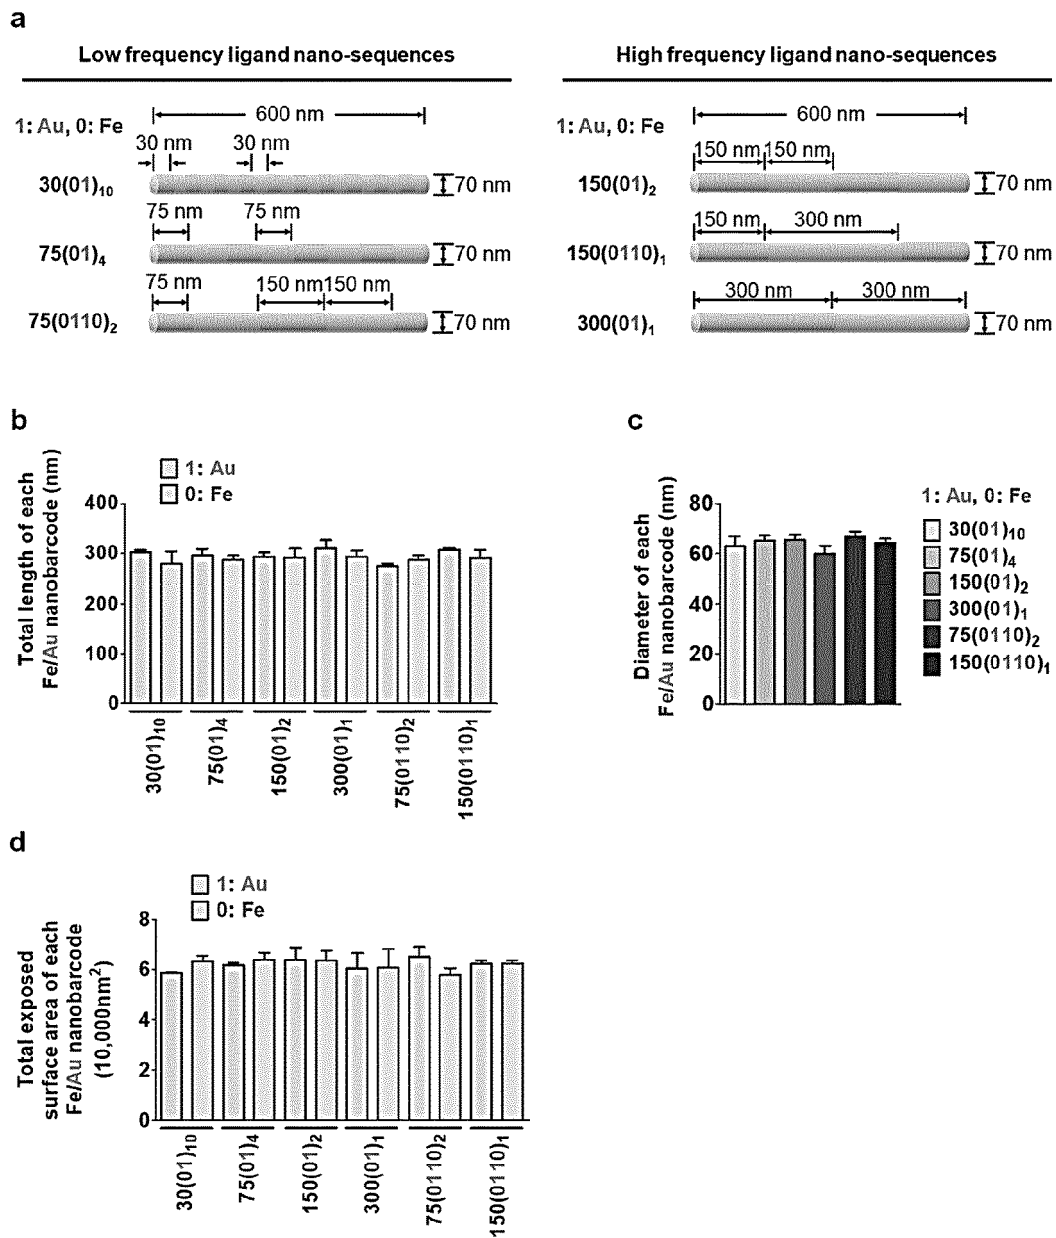 a
Low frequency ligand nano-sequences
1: Au, 0: Fe
600 nm
30 nm 30 nm
30(01)10
70 nm
75 nm 75 nm
75(01)4
70 nm
75 nm 150 nm 150 nm
75(0110)2
70 nm
High frequency ligand nano-sequences
1: Au, 0: Fe
600 nm
150 nm 150 nm
150(01)2
70 nm
150 nm 300 nm
150(0110)1
70 nm
300 nm 300 nm
300(01)1
70 nm
b
Total length of each
Fe/Au nanobarcode (nm)
1: Au
0: Fe
400
300
200
100
0
30(01)10
75(01)4
150(01)2
300(01)1
75(0110)2
150(0110)1
c
Diameter of each
Fe/Au nanobarcode (nm)
80
60
40
20
0
1: Au, 0: Fe
30(01)10
75(01)4
150(01)2
300(01)1
75(0110)2
150(0110)1
d
Total exposed
surface area of each
Fe/Au nanobarcode
(10,000nm²)
1: Au
0: Fe
8
6
4
2
0
30(01)10
75(01)4
150(01)2
300(01)1
75(0110)2
150(0110)1